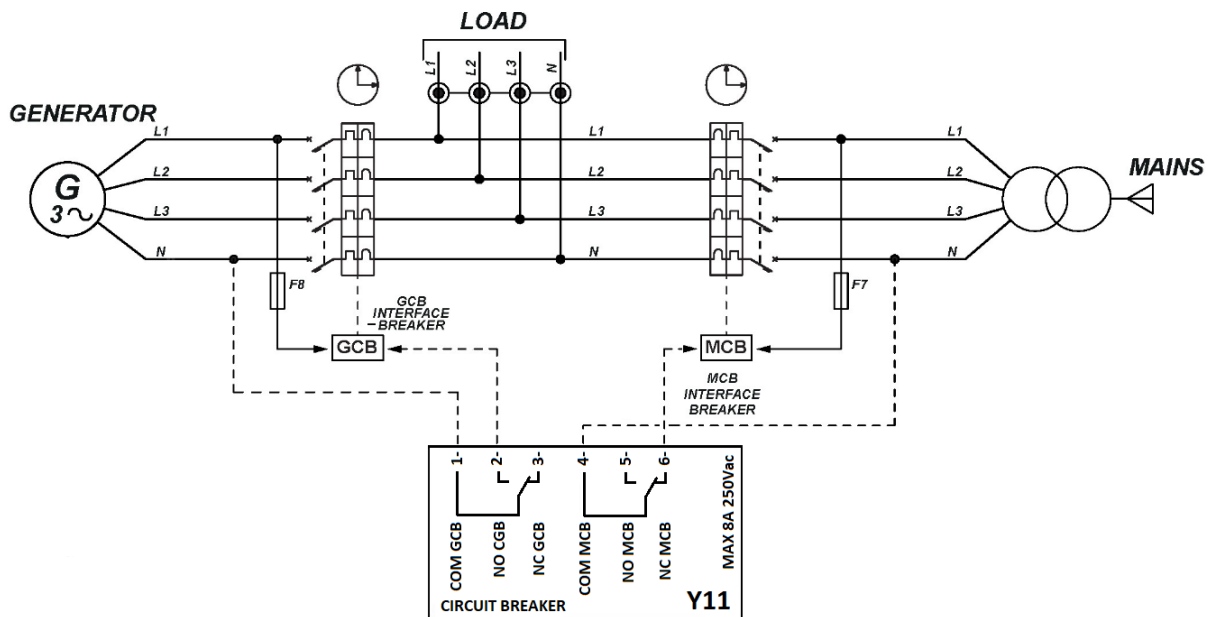 LOAD
L1
L2
L3
N
GENERATOR
L1
L1
L1
MAINS
G
3~
L2
L2
L2
L3
L3
L3
N
N
N
F8
F7
GCB
INTERFACE
BREAKER
GCB
MCB
MCB
INTERFACE
BREAKER
1-
2-
3-
4-
5-
6-
COM GCB
NO CGB
NC GCB
COM MCB
NO MCB
NC MCB
MAX 8A 250Vac
CIRCUIT BREAKER
Y11